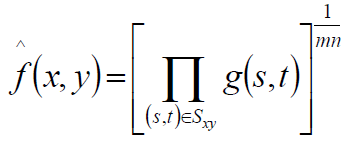 f̂(x, y) = [∏_{(s,t)∈S_{xy}} g(s,t)]^{1/mn}